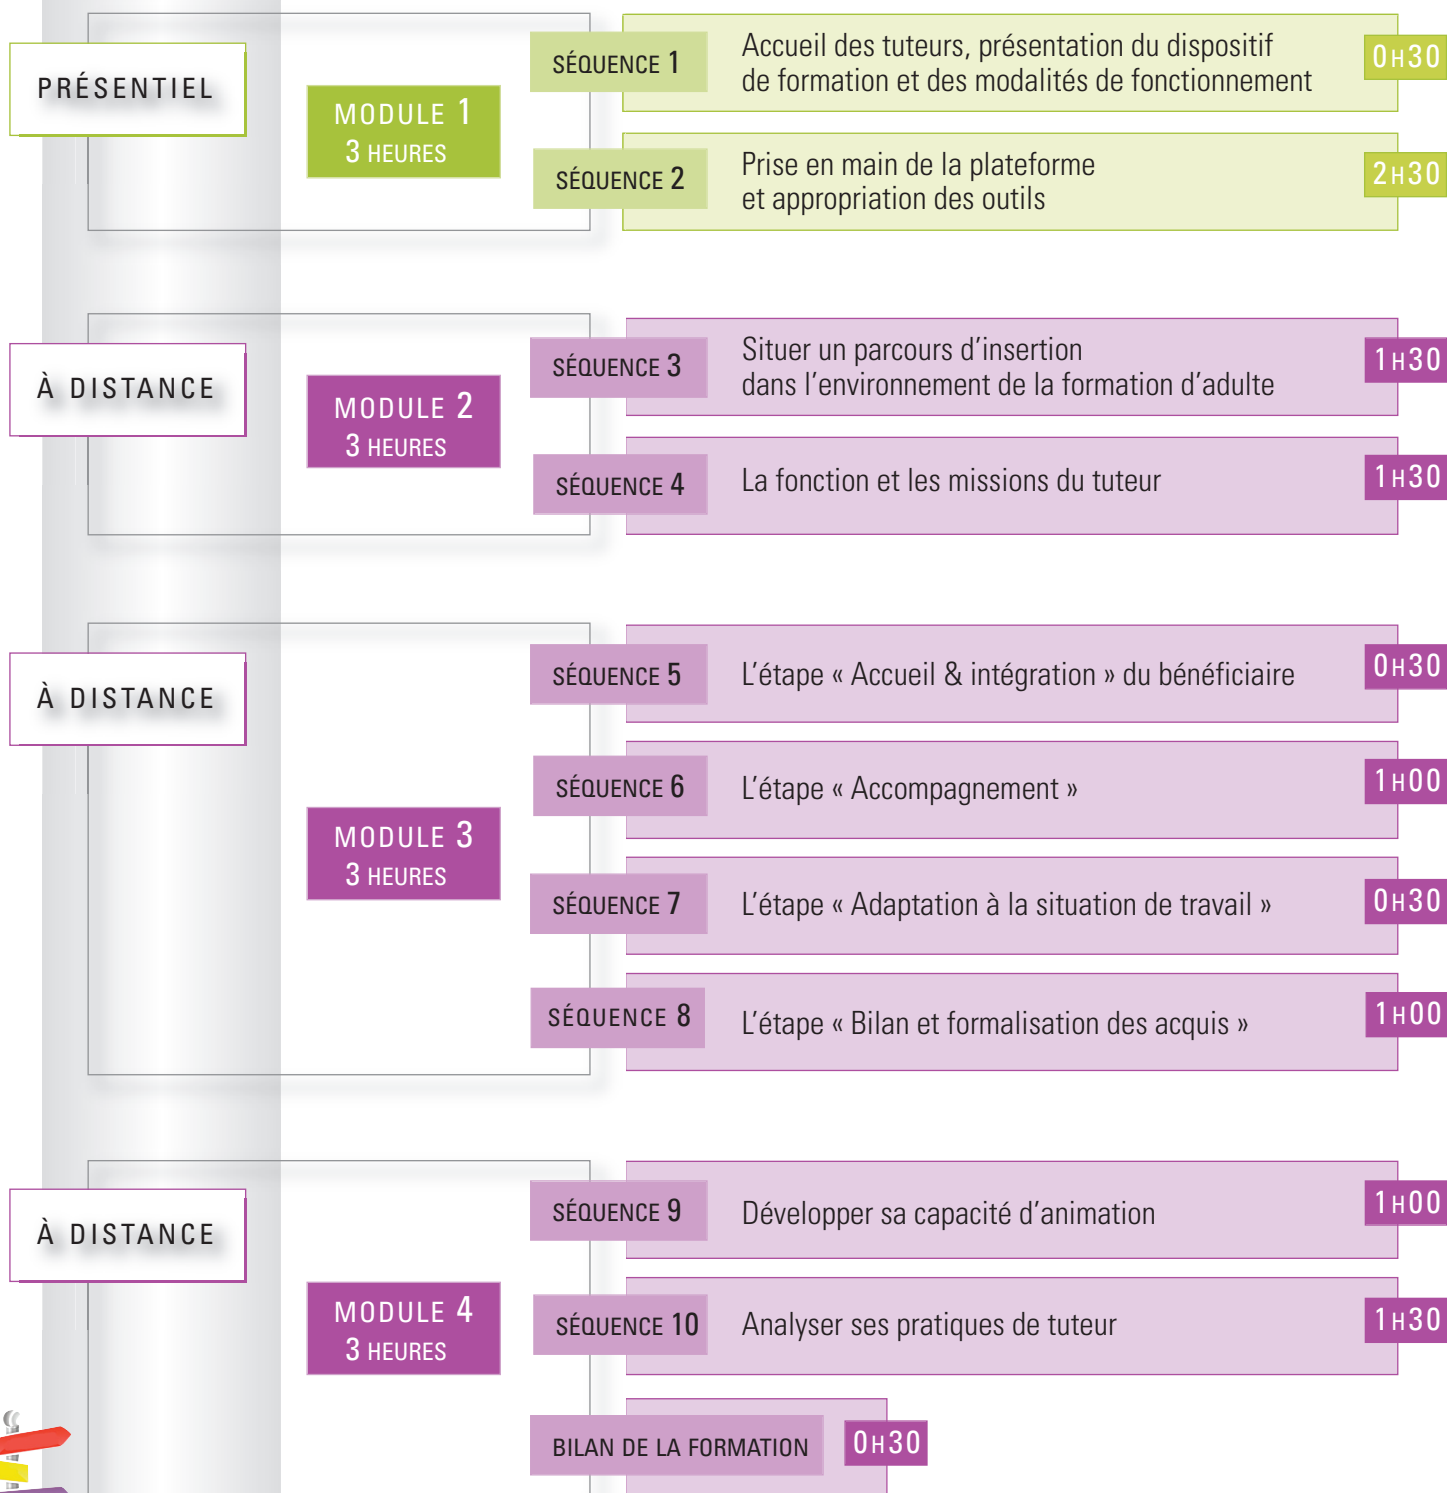 PRÉSENTIEL
MODULE 1
3 HEURES
SÉQUENCE 1
Accueil des tuteurs, présentation du dispositif
de formation et des modalités de fonctionnement
0H30
SÉQUENCE 2
Prise en main de la plateforme
et appropriation des outils
2H30
À DISTANCE
MODULE 2
3 HEURES
SÉQUENCE 3
Situer un parcours d’insertion
dans l’environnement de la formation d’adulte
1H30
SÉQUENCE 4
La fonction et les missions du tuteur
1H30
À DISTANCE
MODULE 3
3 HEURES
SÉQUENCE 5
L’étape « Accueil & intégration » du bénéficiaire
0H30
SÉQUENCE 6
L’étape « Accompagnement »
1H00
SÉQUENCE 7
L’étape « Adaptation à la situation de travail »
0H30
SÉQUENCE 8
L’étape « Bilan et formalisation des acquis »
1H00
À DISTANCE
MODULE 4
3 HEURES
SÉQUENCE 9
Développer sa capacité d’animation
1H00
SÉQUENCE 10
Analyser ses pratiques de tuteur
1H30
BILAN DE LA FORMATION
0H30